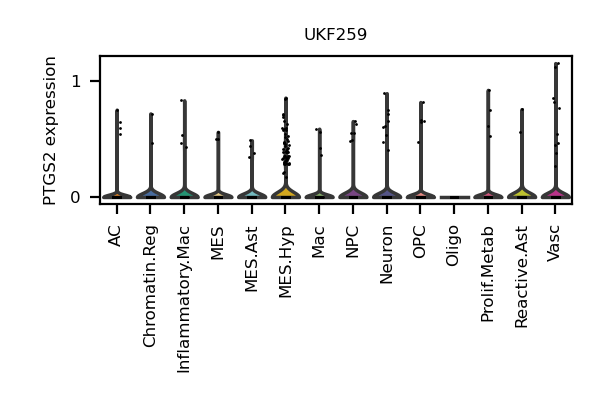 UKF259
PTGS2 expression
1
0
AC
Chromatin.Reg
Inflammatory.Mac
MES
MES.Ast
MES.Hyp
Mac
NPC
Neuron
OPC
Oligo
Prolif.Metab
Reactive.Ast
Vasc